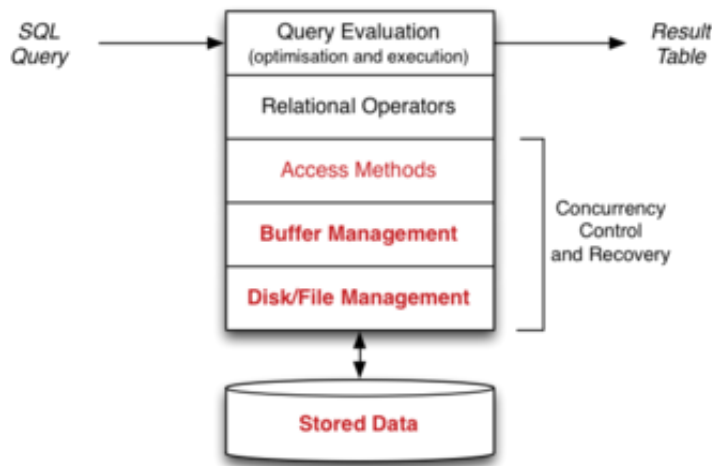 SQL
Query
Query Evaluation
(optimisation and execution)
Result
Table
Relational Operators
Access Methods
Buffer Management
Disk/File Management
Concurrency
Control
and Recovery
Stored Data